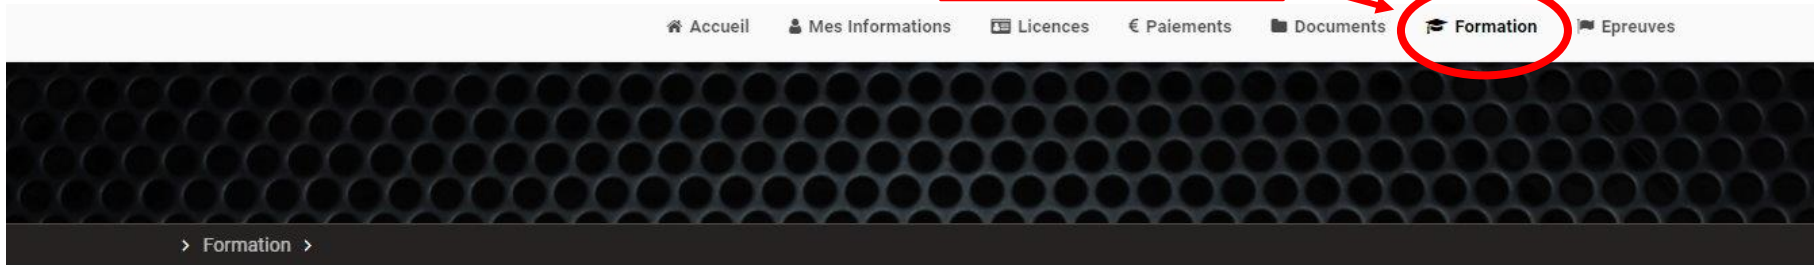 Accueil Mes Informations Licences € Paiements Documents Formation Epreuves
> Formation >